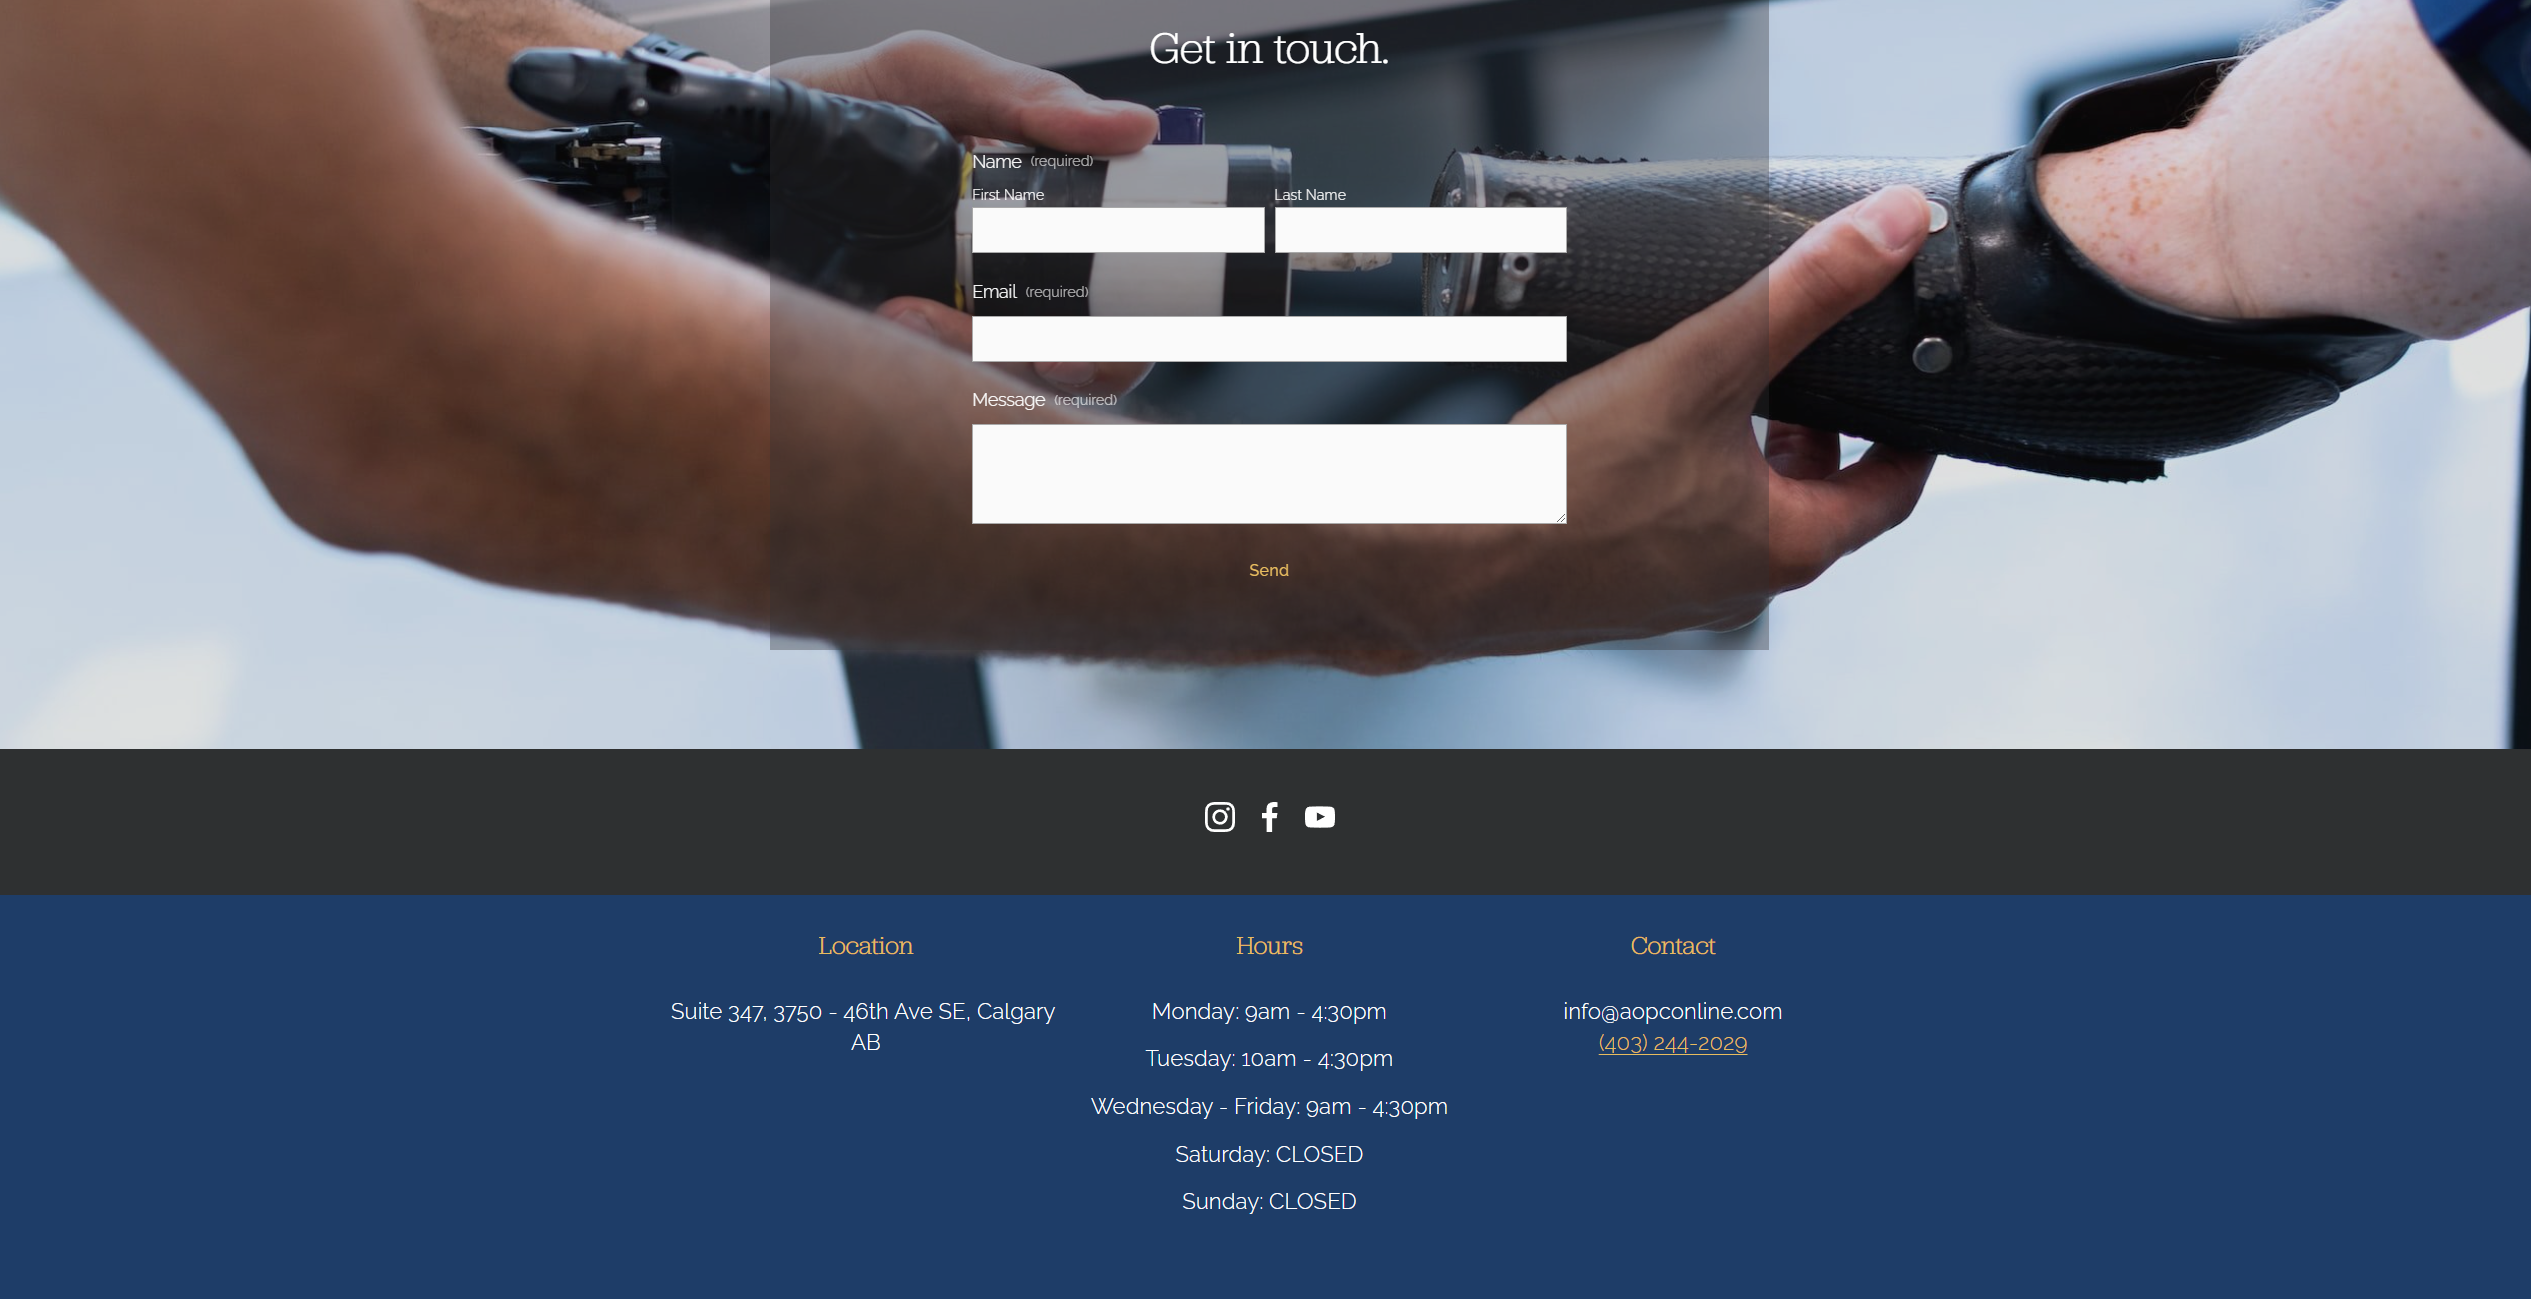 Get in touch.
Name (required)
First Name
Last Name
Email (required)
Message (required)
Send
Location
Suite 347, 3750 - 46th Ave SE, Calgary
AB
Hours
Monday: 9am - 4:30pm
Tuesday: 10am - 4:30pm
Wednesday - Friday: 9am - 4:30pm
Saturday: CLOSED
Sunday: CLOSED
Contact
info@aopconline.com
(403) 244-2029